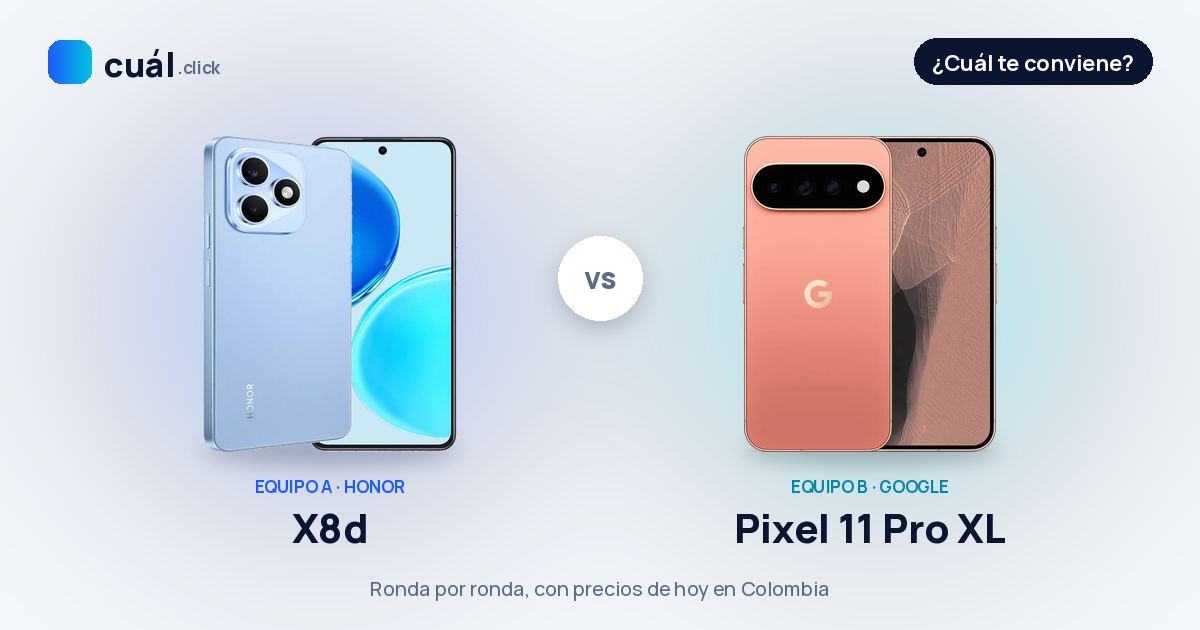 cuál.click
¿Cuál te conviene?
HONOR
G
VS
EQUIPO A · HONOR
EQUIPO B · GOOGLE
X8d
Pixel 11 Pro XL
Ronda por ronda, con precios de hoy en Colombia